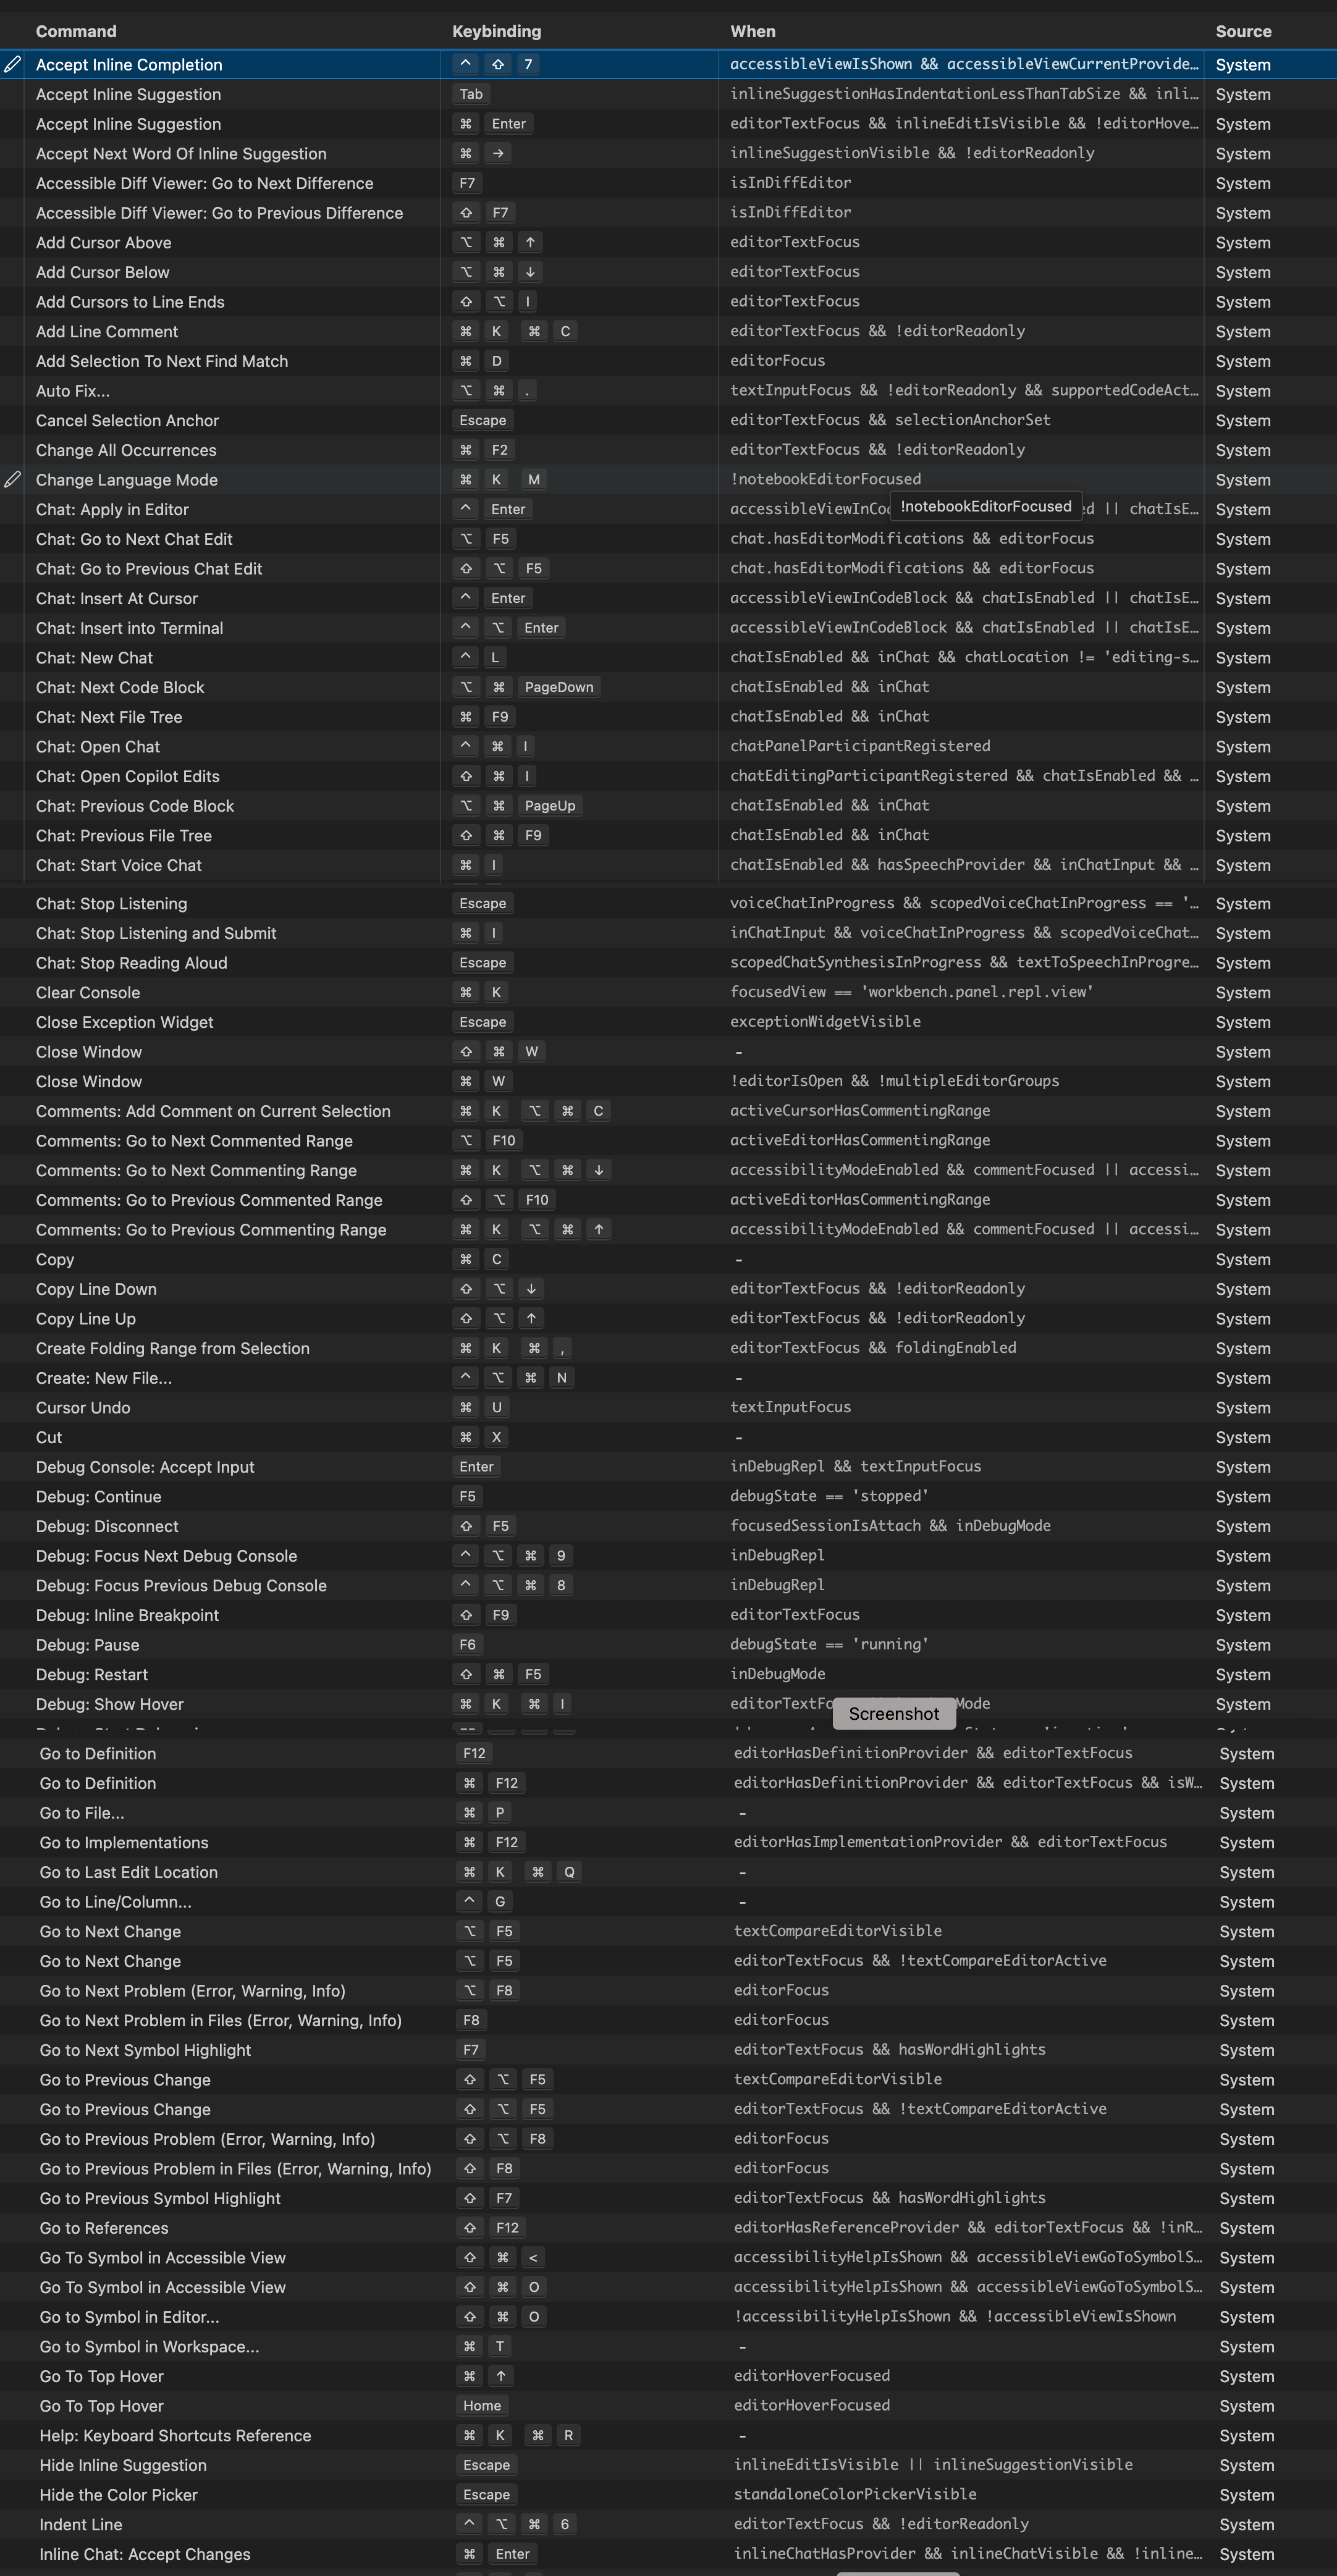 Command Keybinding When Source
Accept Inline Completion ^ ⇧ 7 accessibleViewIsShown && accessibleViewCurrentProvide… System
Accept Inline Suggestion Tab inlineSuggestionHasIndentationLessThanTabSize && inli… System
Accept Inline Suggestion ⌘ Enter editorTextFocus && inlineEditIsVisible && !editorHove… System
Accept Next Word Of Inline Suggestion ⌘ → inlineSuggestionVisible && !editorReadonly System
Accessible Diff Viewer: Go to Next Difference F7 isInDiffEditor System
Accessible Diff Viewer: Go to Previous Difference ⇧ F7 isInDiffEditor System
Add Cursor Above ⌥ ⌘ ↑ editorTextFocus System
Add Cursor Below ⌥ ⌘ ↓ editorTextFocus System
Add Cursors to Line Ends ⇧ ⌥ I editorTextFocus System
Add Line Comment ⌘ K ⌘ C editorTextFocus && !editorReadonly System
Add Selection To Next Find Match ⌘ D editorFocus System
Auto Fix... ⌥ ⌘ . textInputFocus && !editorReadonly && supportedCodeAct… System
Cancel Selection Anchor Escape editorTextFocus && selectionAnchorSet System
Change All Occurrences ⌘ F2 editorTextFocus && !editorReadonly System
Change Language Mode ⌘ K M !notebookEditorFocused System
Chat: Apply in Editor ^ Enter accessibleViewInCo !notebookEditorFocused d || chatIsE… System
Chat: Go to Next Chat Edit ⌥ F5 chat.hasEditorModifications && editorFocus System
Chat: Go to Previous Chat Edit ⇧ ⌥ F5 chat.hasEditorModifications && editorFocus System
Chat: Insert At Cursor ^ Enter accessibleViewInCodeBlock && chatIsEnabled || chatIsE… System
Chat: Insert into Terminal ^ ⌥ Enter accessibleViewInCodeBlock && chatIsEnabled || chatIsE… System
Chat: New Chat ^ L chatIsEnabled && inChat && chatLocation != 'editing-s… System
Chat: Next Code Block ⌥ ⌘ PageDown chatIsEnabled && inChat System
Chat: Next File Tree ⌘ F9 chatIsEnabled && inChat System
Chat: Open Chat ^ ⌘ I chatPanelParticipantRegistered System
Chat: Open Copilot Edits ⇧ ⌘ I chatEditingParticipantRegistered && chatIsEnabled && … System
Chat: Previous Code Block ⌥ ⌘ PageUp chatIsEnabled && inChat System
Chat: Previous File Tree ⇧ ⌘ F9 chatIsEnabled && inChat System
Chat: Start Voice Chat ⌘ I chatIsEnabled && hasSpeechProvider && inChatInput && … System
Chat: Stop Listening Escape voiceChatInProgress && scopedVoiceChatInProgress == '… System
Chat: Stop Listening and Submit ⌘ I inChatInput && voiceChatInProgress && scopedVoiceChat… System
Chat: Stop Reading Aloud Escape scopedChatSynthesisInProgress && textToSpeechInProgre… System
Clear Console ⌘ K focusedView == 'workbench.panel.repl.view' System
Close Exception Widget Escape exceptionWidgetVisible System
Close Window ⇧ ⌘ W - System
Close Window ⌘ W !editorIsOpen && !multipleEditorGroups System
Comments: Add Comment on Current Selection ⌘ K ⌥ ⌘ C activeCursorHasCommentingRange System
Comments: Go to Next Commented Range ⌥ F10 activeEditorHasCommentingRange System
Comments: Go to Next Commenting Range ⌘ K ⌥ ⌘ ↓ accessibilityModeEnabled && commentFocused || accessi… System
Comments: Go to Previous Commented Range ⇧ ⌥ F10 activeEditorHasCommentingRange System
Comments: Go to Previous Commenting Range ⌘ K ⌥ ⌘ ↑ accessibilityModeEnabled && commentFocused || accessi… System
Copy ⌘ C - System
Copy Line Down ⇧ ⌥ ↓ editorTextFocus && !editorReadonly System
Copy Line Up ⇧ ⌥ ↑ editorTextFocus && !editorReadonly System
Create Folding Range from Selection ⌘ K ⌘ , editorTextFocus && foldingEnabled System
Create: New File... ^ ⌥ ⌘ N - System
Cursor Undo ⌘ U textInputFocus System
Cut ⌘ X - System
Debug Console: Accept Input Enter inDebugRepl && textInputFocus System
Debug: Continue F5 debugState == 'stopped' System
Debug: Disconnect ⇧ F5 focusedSessionIsAttach && inDebugMode System
Debug: Focus Next Debug Console ^ ⌥ ⌘ 9 inDebugRepl System
Debug: Focus Previous Debug Console ^ ⌥ ⌘ 8 inDebugRepl System
Debug: Inline Breakpoint ⇧ F9 editorTextFocus System
Debug: Pause F6 debugState == 'running' System
Debug: Restart ⇧ ⌘ F5 inDebugMode System
Debug: Show Hover ⌘ K ⌘ I editorTextFo Mode System
Screenshot
Go to Definition F12 editorHasDefinitionProvider && editorTextFocus System
Go to Definition ⌘ F12 editorHasDefinitionProvider && editorTextFocus && isW… System
Go to File... ⌘ P - System
Go to Implementations ⌘ F12 editorHasImplementationProvider && editorTextFocus System
Go to Last Edit Location ⌘ K ⌘ Q - System
Go to Line/Column... ^ G - System
Go to Next Change ⌥ F5 textCompareEditorVisible System
Go to Next Change ⌥ F5 editorTextFocus && !textCompareEditorActive System
Go to Next Problem (Error, Warning, Info) ⌥ F8 editorFocus System
Go to Next Problem in Files (Error, Warning, Info) F8 editorFocus System
Go to Next Symbol Highlight F7 editorTextFocus && hasWordHighlights System
Go to Previous Change ⇧ ⌥ F5 textCompareEditorVisible System
Go to Previous Change ⇧ ⌥ F5 editorTextFocus && !textCompareEditorActive System
Go to Previous Problem (Error, Warning, Info) ⇧ ⌥ F8 editorFocus System
Go to Previous Problem in Files (Error, Warning, Info) ⇧ F8 editorFocus System
Go to Previous Symbol Highlight ⇧ F7 editorTextFocus && hasWordHighlights System
Go to References ⇧ F12 editorHasReferenceProvider && editorTextFocus && !inR… System
Go To Symbol in Accessible View ⇧ ⌘ < accessibilityHelpIsShown && accessibleViewGoToSymbolS… System
Go To Symbol in Accessible View ⇧ ⌘ O accessibilityHelpIsShown && accessibleViewGoToSymbolS… System
Go to Symbol in Editor... ⇧ ⌘ O !accessibilityHelpIsShown && !accessibleViewIsShown System
Go to Symbol in Workspace... ⌘ T - System
Go To Top Hover ⌘ ↑ editorHoverFocused System
Go To Top Hover Home editorHoverFocused System
Help: Keyboard Shortcuts Reference ⌘ K ⌘ R - System
Hide Inline Suggestion Escape inlineEditIsVisible || inlineSuggestionVisible System
Hide the Color Picker Escape standaloneColorPickerVisible System
Indent Line ^ ⌥ ⌘ 6 editorTextFocus && !editorReadonly System
Inline Chat: Accept Changes ⌘ Enter inlineChatHasProvider && inlineChatVisible && !inline… System